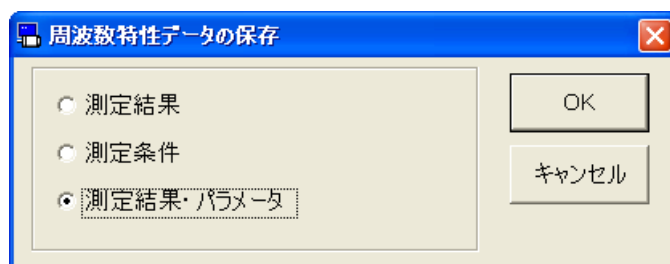 周波数特性データの保存
測定結果
測定条件
測定結果・パラメータ
OK
キャンセル